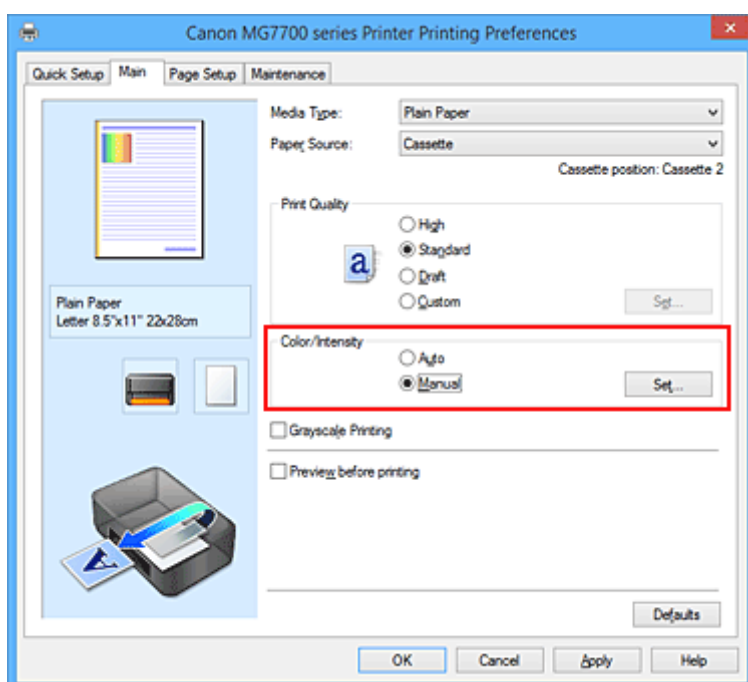 Canon MG7700 series Printer Printing Preferences
Quick Setup Main Page Setup Maintenance
Media Type: Plain Paper
Paper Source: Cassette
Cassette position: Cassette 2
Print Quality
High
a Standard
Draft
Custom Set...
Plain Paper
Letter 8.5"x11" 22x28cm
Color/Intensity
Auto
Manual Set...
Grayscale Printing
Preview before printing
A
Defaults
OK Cancel Apply Help